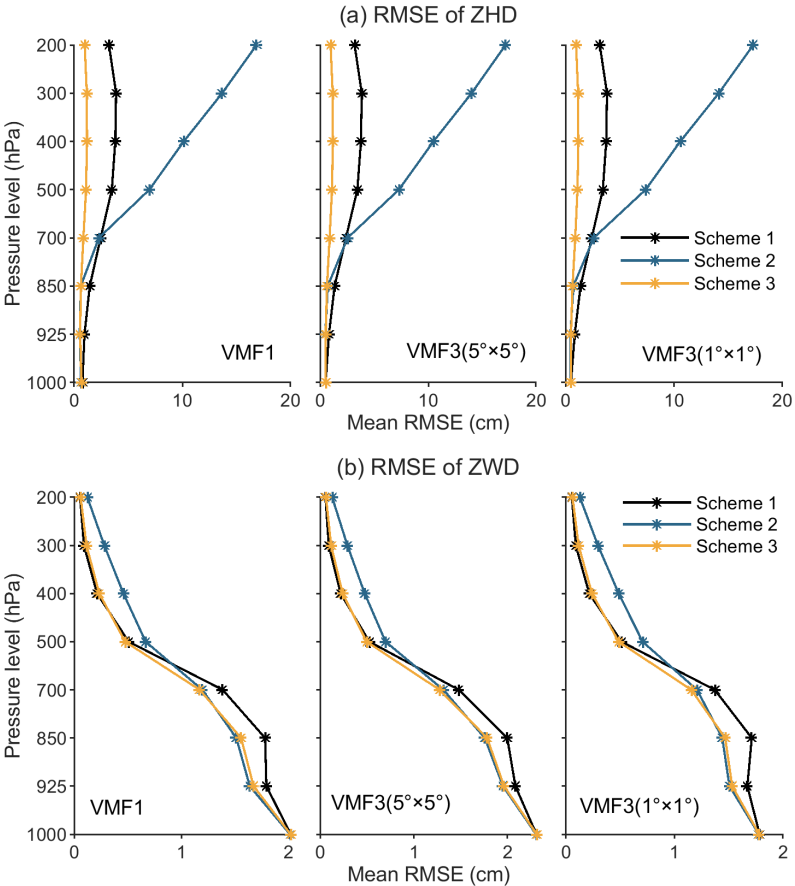 (a) RMSE of ZHD
Pressure level (hPa)
200
300
400
500
700
850
925
1000
VMF1
VMF3(5°×5°)
VMF3(1°×1°)
Scheme 1
Scheme 2
Scheme 3
0 10 20 0 10 20 0 10 20
Mean RMSE (cm)
(b) RMSE of ZWD
Pressure level (hPa)
200
300
400
500
700
850
925
1000
Scheme 1
Scheme 2
Scheme 3
VMF1
VMF3(5°×5°)
VMF3(1°×1°)
0 1 2 0 1 2 0 1 2
Mean RMSE (cm)